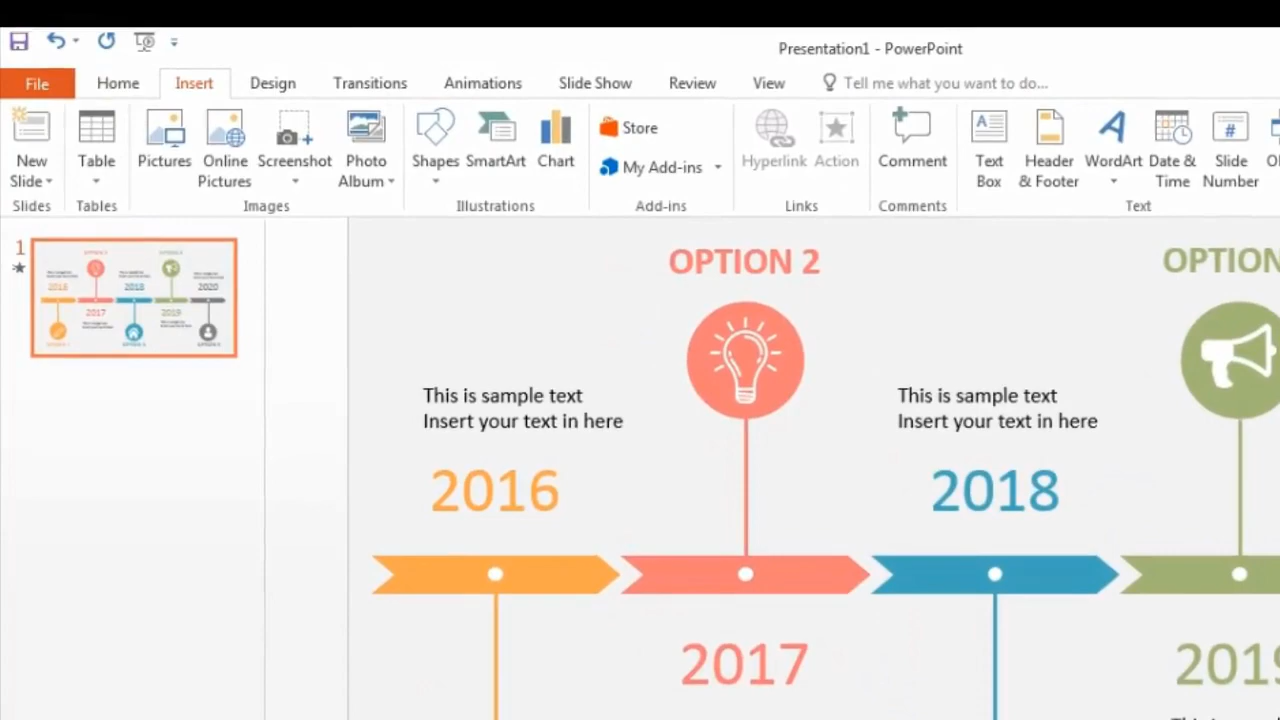 Presentation1 - PowerPoint
File Home Insert Design Transitions Animations Slide Show Review View Tell me what you want to do...
New Slide
Table
Pictures
Online Pictures
Screenshot
Photo Album
Shapes
SmartArt
Chart
Store
My Add-ins
Hyperlink
Action
Comment
Text Box
Header & Footer
WordArt
Date & Time
Slide Number
Slides Tables Images Illustrations Add-ins Links Comments Text
1
OPTION 2
OPTION
This is sample text
Insert your text in here
This is sample text
Insert your text in here
2016
2018
2017